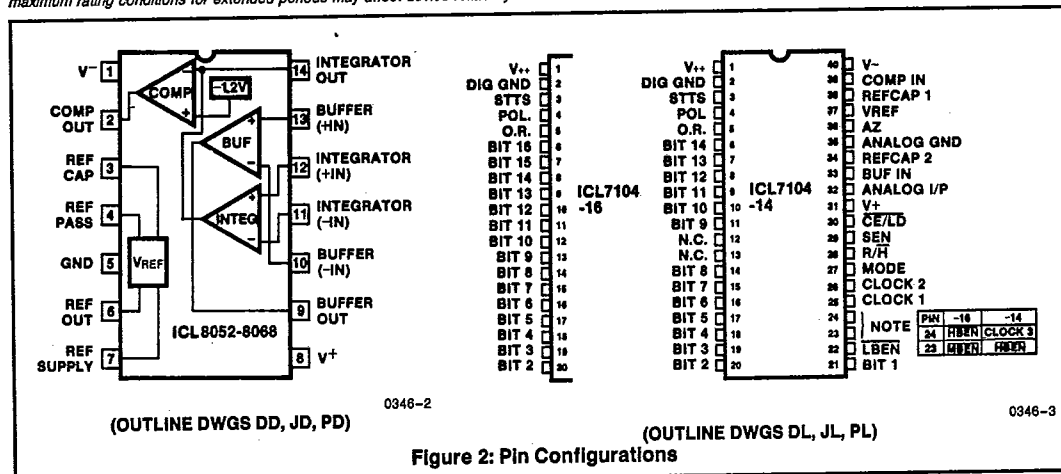 maximum rating conditions for extended periods may affect device
V⁻ 1
COMP OUT 2
REF CAP 3
REF PASS 4
GND 5
REF OUT 6
REF SUPPLY 7
14 INTEGRATOR OUT
13 BUFFER (+IN)
12 INTEGRATOR (+IN)
11 INTEGRATOR (−IN)
10 BUFFER (−IN)
9 BUFFER OUT
8 V⁺
COMP
−1.2V
BUF
INTEG
VREF
ICL8052-8068
+
−
+
−
+
−
0346-2
(OUTLINE DWGS DD, JD, PD)
V++ 1
DIG GND 2
STTS 3
POL. 4
O.R. 5
BIT 16 6
BIT 15 7
BIT 14 8
BIT 13 9
BIT 12 10
BIT 11 11
BIT 10 12
BIT 9 13
BIT 8 14
BIT 7 15
BIT 6 16
BIT 5 17
BIT 4 18
BIT 3 19
BIT 2 20
ICL7104
-16
V++ 1
DIG GND 2
STTS 3
POL 4
O.R. 5
BIT 14 6
BIT 13 7
BIT 12 8
BIT 11 9
BIT 10 10
BIT 9 11
N.C. 12
N.C. 13
BIT 8 14
BIT 7 15
BIT 6 16
BIT 5 17
BIT 4 18
BIT 3 19
BIT 2 20
ICL7104
-14
40 V−
39 COMP IN
38 REFCAP 1
37 VREF
36 AZ
35 ANALOG GND
34 REFCAP 2
33 BUF IN
32 ANALOG I/P
31 V+
30 CE/LD
29 SEN
28 R/H
27 MODE
26 CLOCK 2
25 CLOCK 1
24
23
NOTE
22 LBEN
21 BIT 1
PIN -16 -14
24 HBEN CLOCK 3
23 MBEN HBEN
0346-3
(OUTLINE DWGS DL, JL, PL)
Figure 2: Pin Configurations